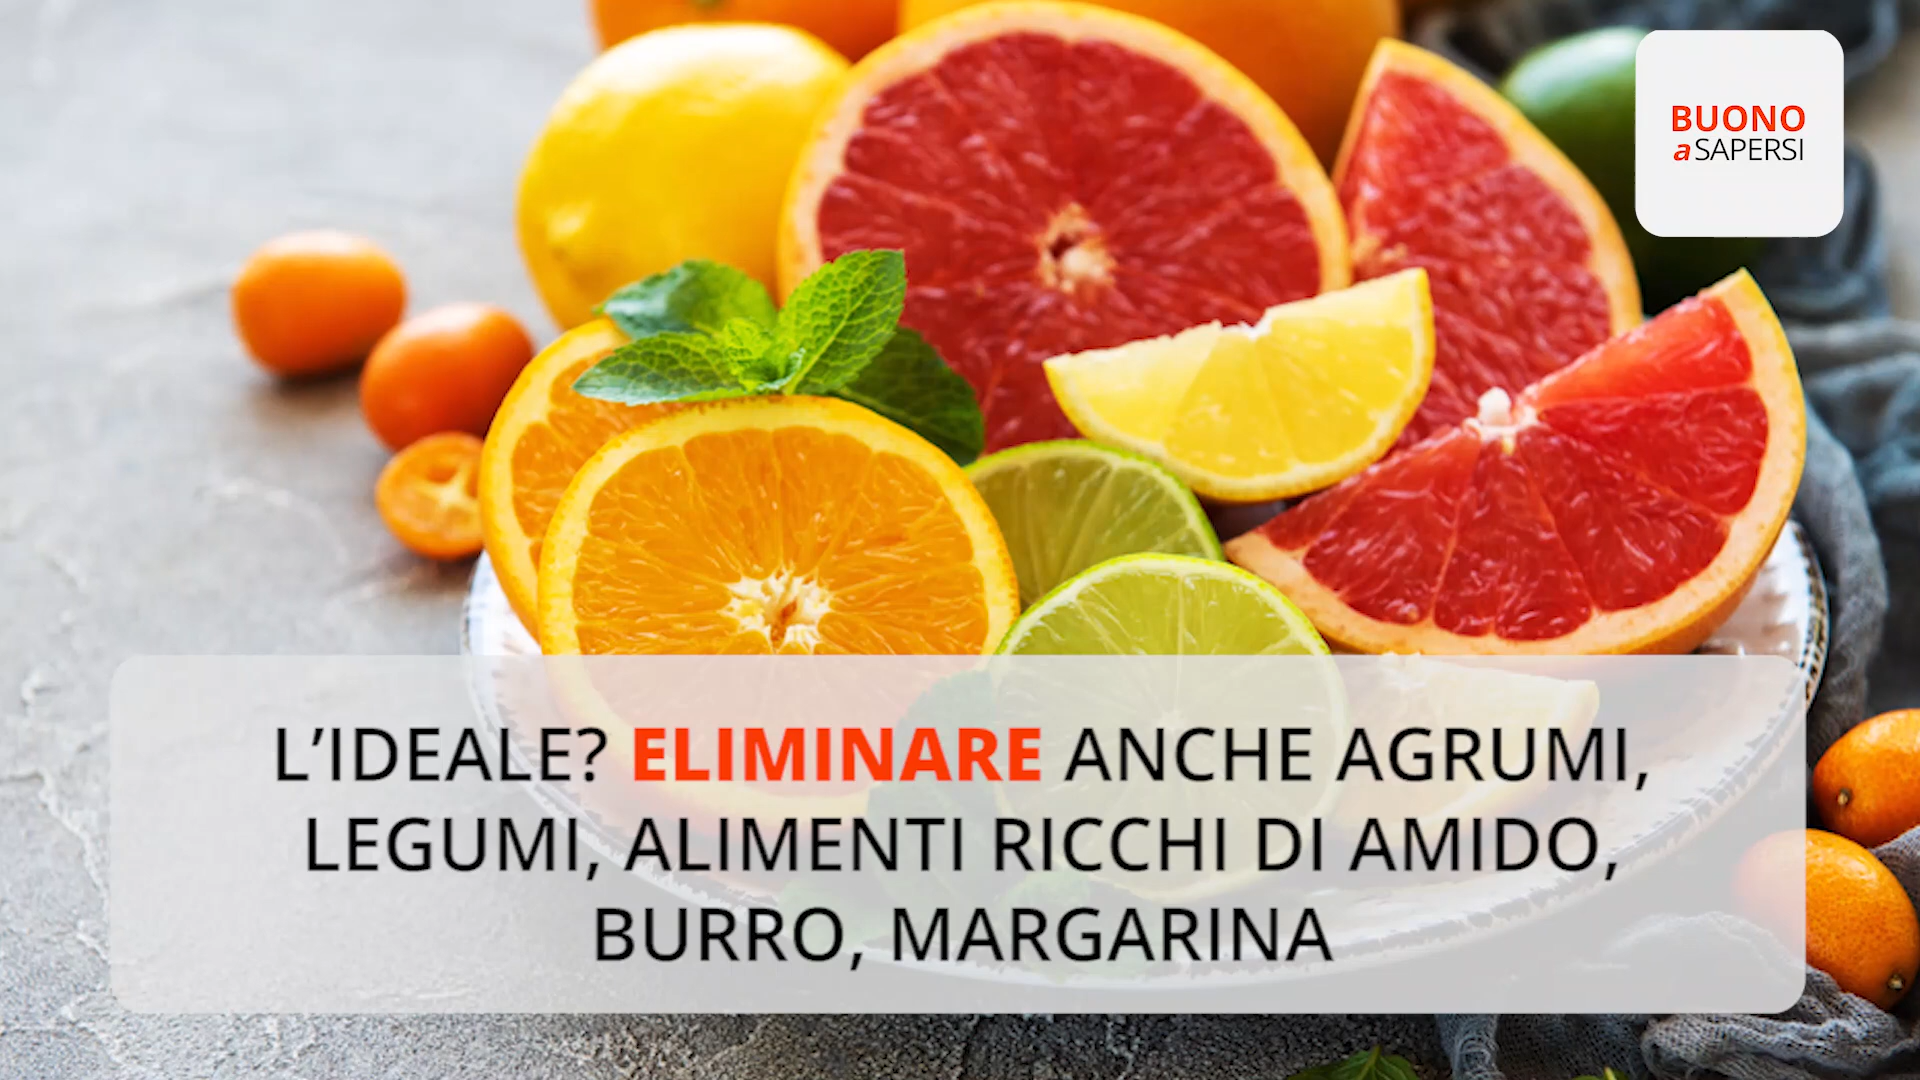 BUONO
a SAPERSI
L’IDEALE? ELIMINARE ANCHE AGRUMI,
LEGUMI, ALIMENTI RICCHI DI AMIDO,
BURRO, MARGARINA